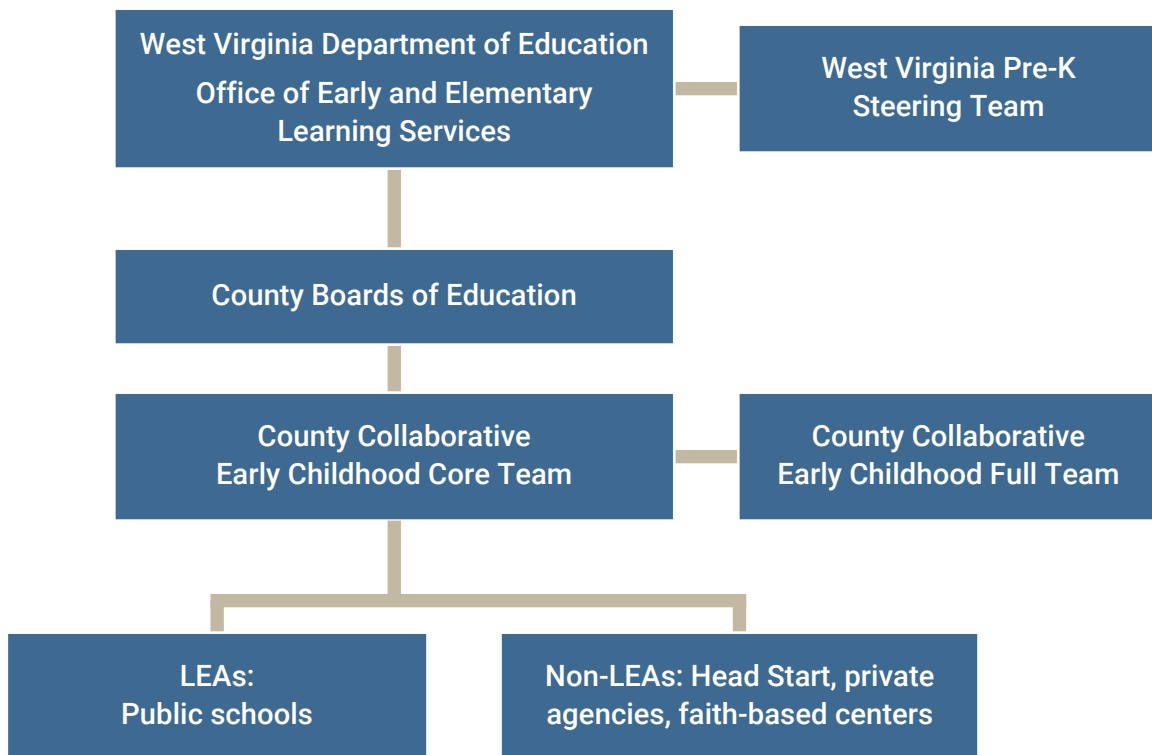 West Virginia Department of Education
Office of Early and Elementary
Learning Services
West Virginia Pre-K
Steering Team
County Boards of Education
County Collaborative
Early Childhood Core Team
County Collaborative
Early Childhood Full Team
LEAs:
Public schools
Non-LEAs: Head Start, private
agencies, faith-based centers